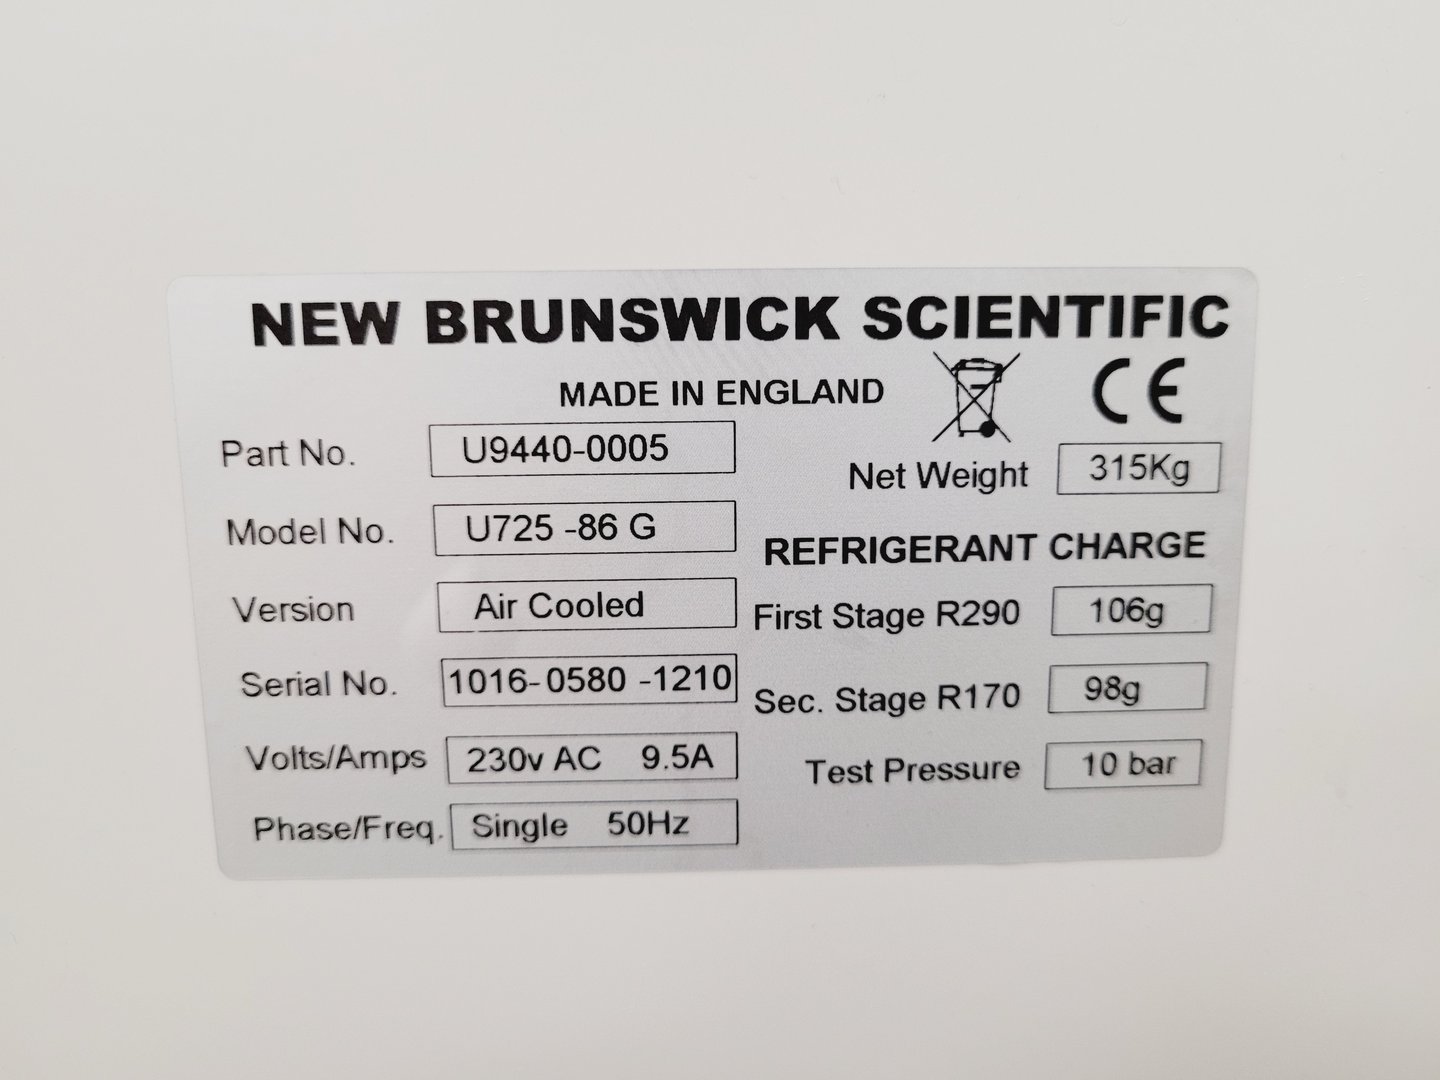 NEW BRUNSWICK SCIENTIFIC
MADE IN ENGLAND
CE
Part No. U9440-0005
Net Weight 315Kg
Model No. U725 -86 G
REFRIGERANT CHARGE
Version Air Cooled
First Stage R290 106g
Serial No. 1016-0580 -1210
Sec. Stage R170 98g
Volts/Amps 230v AC 9.5A
Test Pressure 10 bar
Phase/Freq. Single 50Hz